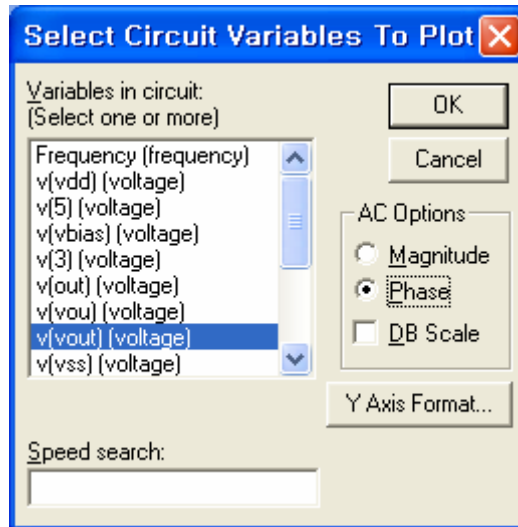 Select Circuit Variables To Plot
Variables in circuit:
(Select one or more)
Frequency (frequency)
v(vdd) (voltage)
v(5) (voltage)
v(vbias) (voltage)
v(3) (voltage)
v(out) (voltage)
v(vou) (voltage)
v(vout) (voltage)
v(vss) (voltage)
OK
Cancel
AC Options
Magnitude
Phase
DB Scale
Y Axis Format...
Speed search: